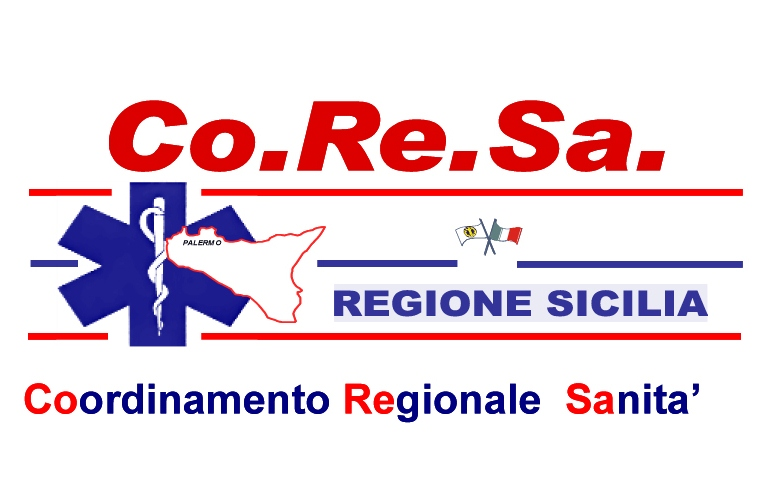 Co.Re.Sa.
PALERMO
REGIONE SICILIA
Coordinamento Regionale Sanita’